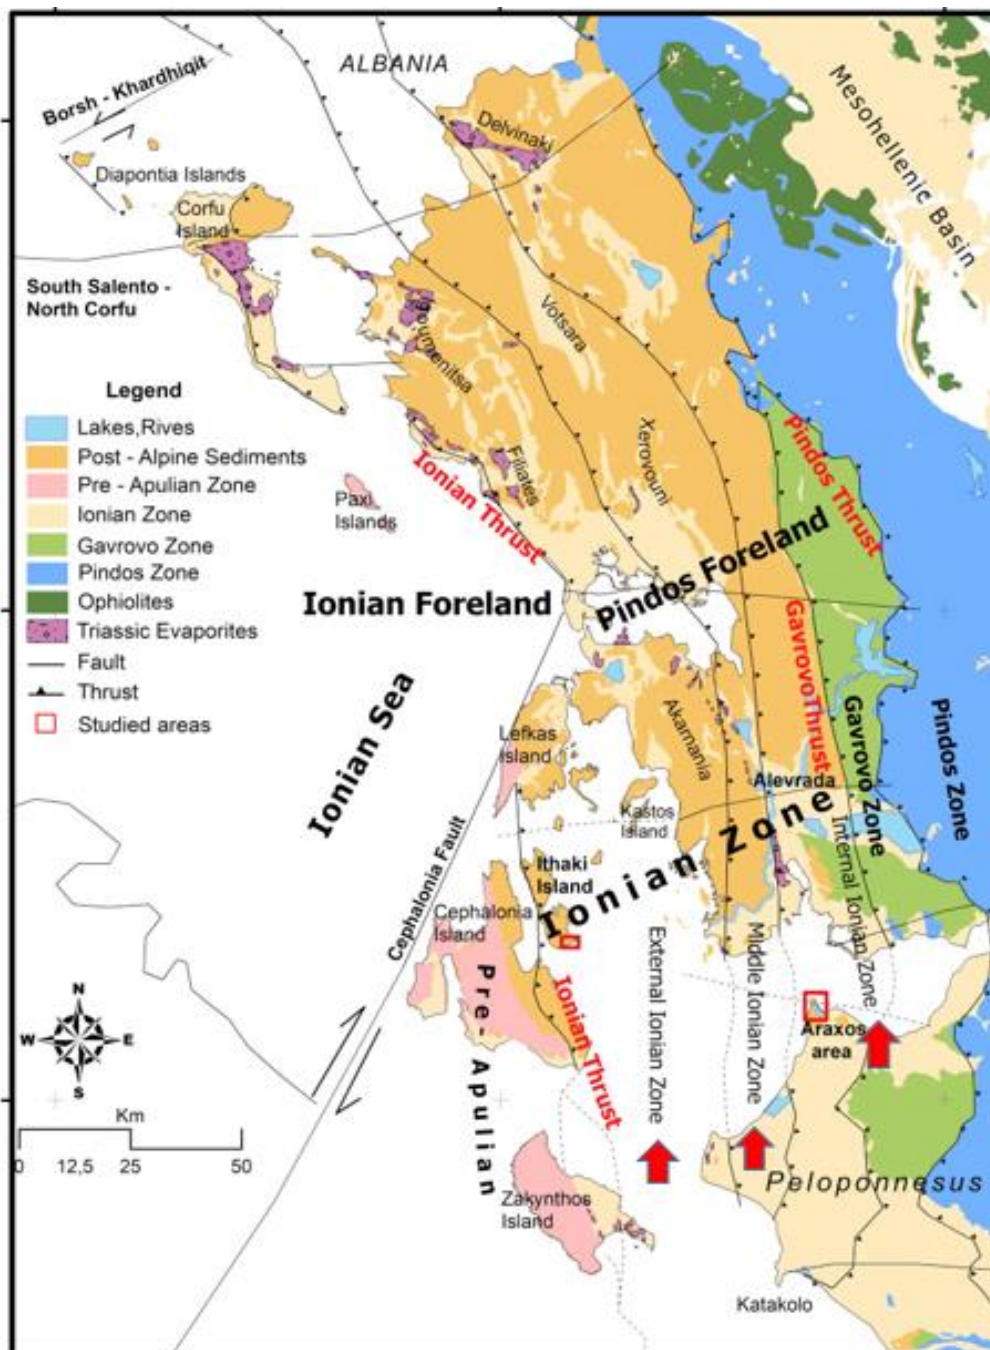 ALBANIA
Borsh - Khardhiqit
Mesohellenic Basin
Delvinaki
Diapontia Islands
Corfu
Island
South Salento -
North Corfu
Igoumenitsa
Votsara
Legend
Lakes,Rives
Post - Alpine Sediments
Pre - Apulian Zone
Ionian Zone
Gavrovo Zone
Pindos Zone
Ophiolites
Triassic Evaporites
Fault
Thrust
Studied areas
Filiates
Xerovouni
Pindos Thrust
Ionian Thrust
Paxi
Islands
Ionian Foreland
Pindos Foreland
GavrovoThrust
Gavrovo Zone
Pindos Zone
Ionian Sea
Lefkas
Island
Akarnania
Alevrada
Kastos
Island
Ionian Zone
Internal Ionian Zone
Ithaki
Island
Cephalonia Fault
Cephalonia
Island
Pre- Apulian
Ionian Thrust
External Ionian Zone
Middle Ionian Zone
Araxos
area
N
W E
S
Km
0 12,5 25 50
Zakynthos
Island
Peloponnesus
Katakolo